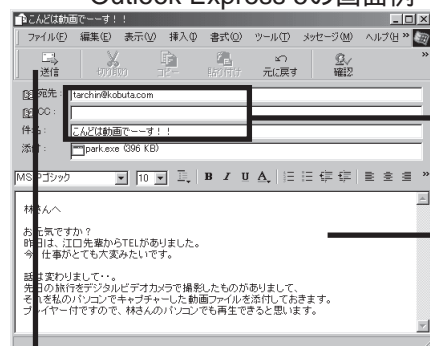 Outlook Express 5の画面例
こんどは動画でーーす！！
ファイル(F) 編集(E) 表示(V) 挿入(I) 書式(O) ツール(T) メッセージ(M) ヘルプ(H) »
送信 切り取り コピー 貼り付け 元に戻す 確認 »
宛先： tarchin@kobuta.com
CC：
件名： こんどは動画でーーす！！
添付： park.exe (396 KB)
MS Pゴシック 10 B I U A »
林さんへ
お元気ですか？
昨日は、江口先輩からTELがありました。
今、仕事がとても大変みたいです。
話は変わりまして・・。
先日の旅行をデジタルビデオカメラで撮影したものがありまして、
それを私のパソコンでキャプチャーした動画ファイルを添付しておきます。
プレイヤー付ですので、林さんのパソコンでも再生できると思います。